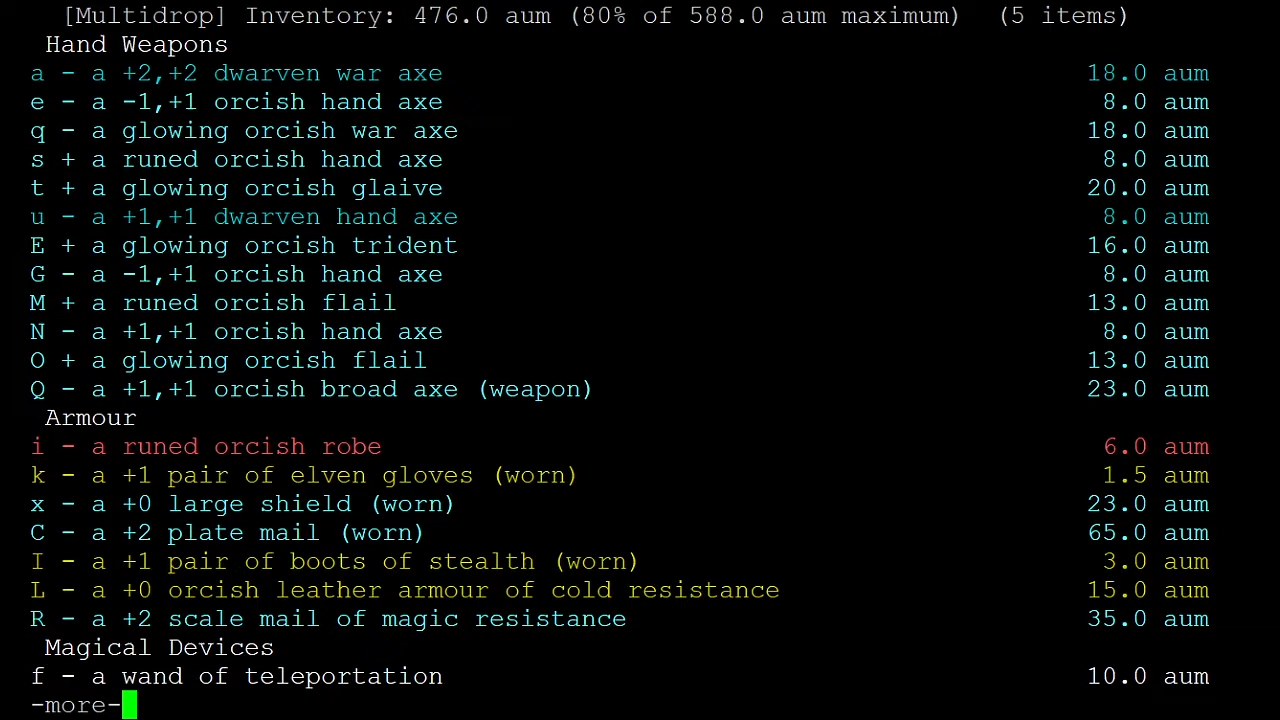 [Multidrop] Inventory: 476.0 aum (80% of 588.0 aum maximum)  (5 items)
Hand Weapons
a - a +2,+2 dwarven war axe 18.0 aum
e - a -1,+1 orcish hand axe 8.0 aum
q - a glowing orcish war axe 18.0 aum
s + a runed orcish hand axe 8.0 aum
t + a glowing orcish glaive 20.0 aum
u - a +1,+1 dwarven hand axe 8.0 aum
E + a glowing orcish trident 16.0 aum
G - a -1,+1 orcish hand axe 8.0 aum
M + a runed orcish flail 13.0 aum
N - a +1,+1 orcish hand axe 8.0 aum
O + a glowing orcish flail 13.0 aum
Q - a +1,+1 orcish broad axe (weapon) 23.0 aum
Armour
i - a runed orcish robe 6.0 aum
k - a +1 pair of elven gloves (worn) 1.5 aum
x - a +0 large shield (worn) 23.0 aum
C - a +2 plate mail (worn) 65.0 aum
I - a +1 pair of boots of stealth (worn) 3.0 aum
L - a +0 orcish leather armour of cold resistance 15.0 aum
R - a +2 scale mail of magic resistance 35.0 aum
Magical Devices
f - a wand of teleportation 10.0 aum
-more-